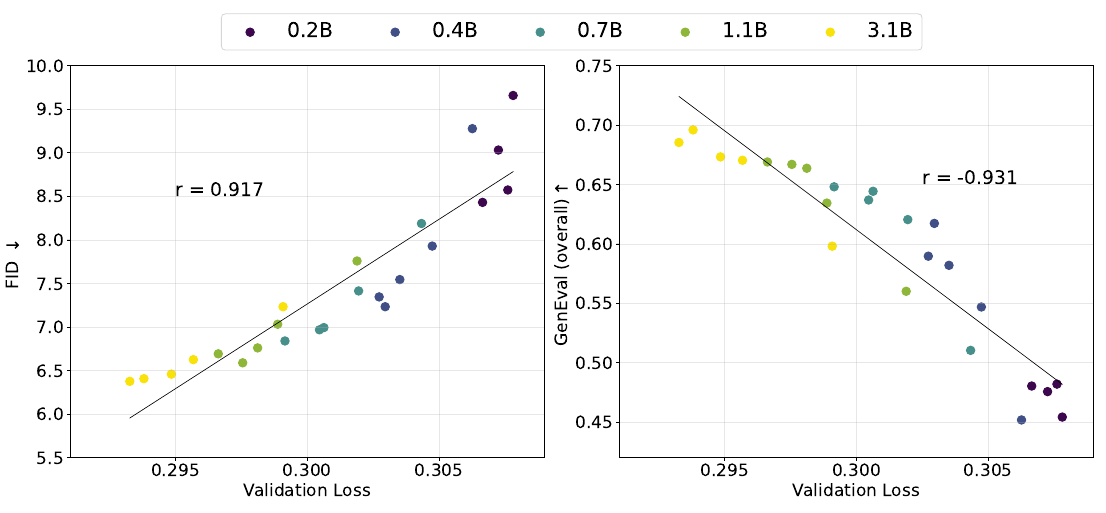 0.2B 0.4B 0.7B 1.1B 3.1B
10.0
9.5
9.0
8.5
8.0
7.5
7.0
6.5
6.0
5.5
FID ↓
r = 0.917
0.295 0.300 0.305
Validation Loss
0.75
0.70
0.65
0.60
0.55
0.50
0.45
GenEval (overall) ↑
r = -0.931
0.295 0.300 0.305
Validation Loss